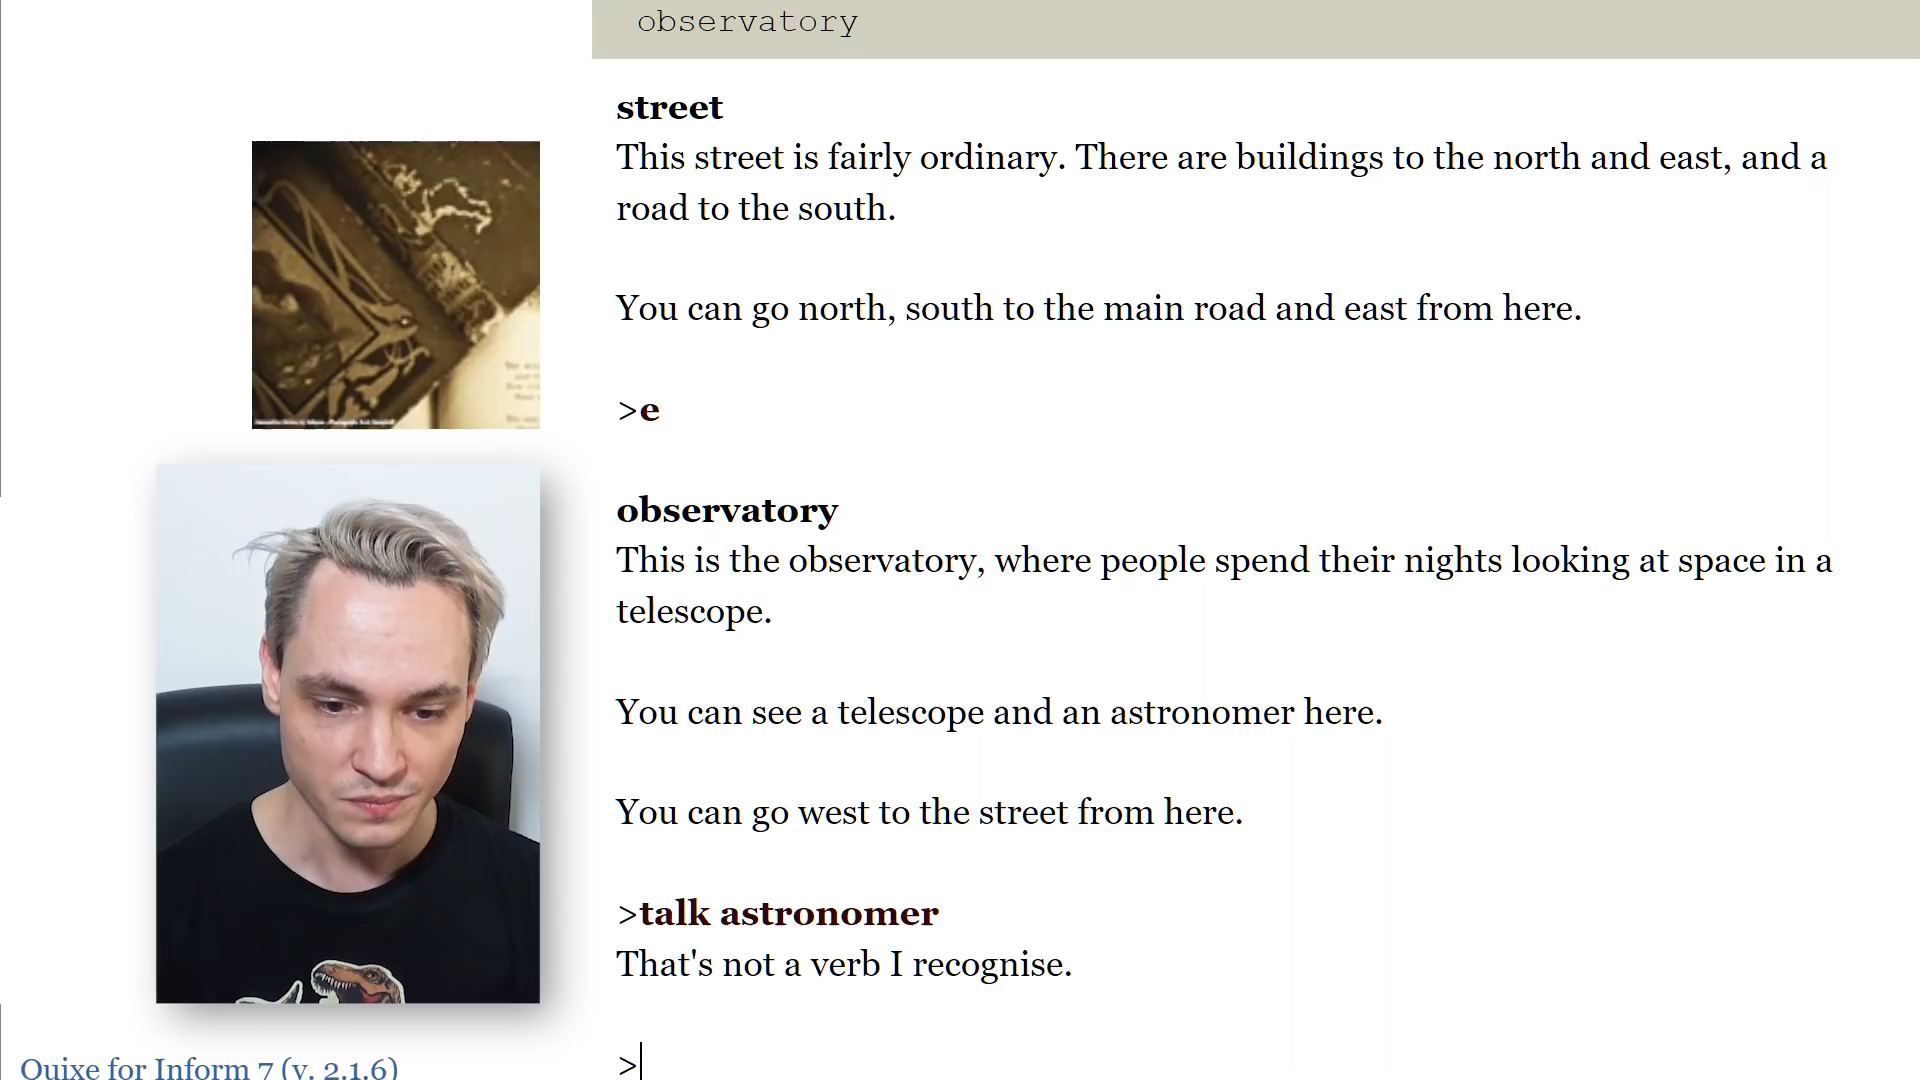 observatory
street
This street is fairly ordinary. There are buildings to the north and east, and a
road to the south.
You can go north, south to the main road and east from here.
>e
observatory
This is the observatory, where people spend their nights looking at space in a
telescope.
You can see a telescope and an astronomer here.
You can go west to the street from here.
>talk astronomer
That's not a verb I recognise.
>
Quixe for Inform 7 (v. 2.1.6)